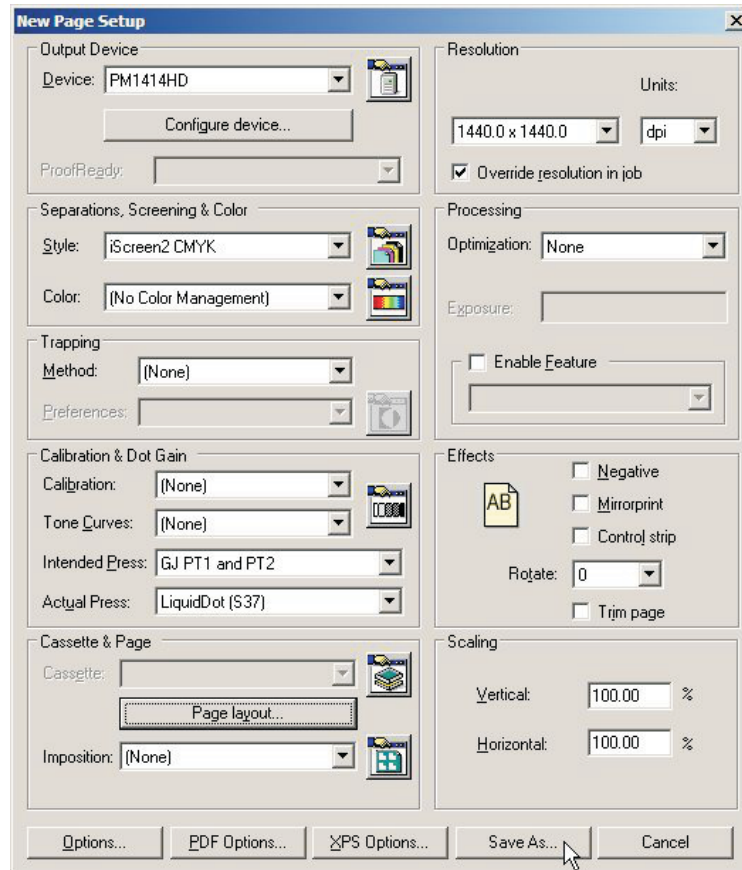 New Page Setup
Output Device
Device: PM1414HD
Configure device...
ProofReady:
Resolution
Units:
1440.0 x 1440.0 dpi
Override resolution in job
Separations, Screening & Color
Style: iScreen2 CMYK
Color: (No Color Management)
Processing
Optimization: None
Exposure:
Enable Feature
Trapping
Method: (None)
Preferences:
Calibration & Dot Gain
Calibration: (None)
Tone Curves: (None)
Intended Press: GJ PT1 and PT2
Actual Press: LiquidDot (S37)
Effects
AB
Negative
Mirrorprint
Control strip
Rotate: 0
Trim page
Cassette & Page
Cassette:
Page layout...
Imposition: (None)
Scaling
Vertical: 100.00 %
Horizontal: 100.00 %
Options... PDF Options... XPS Options... Save As... Cancel